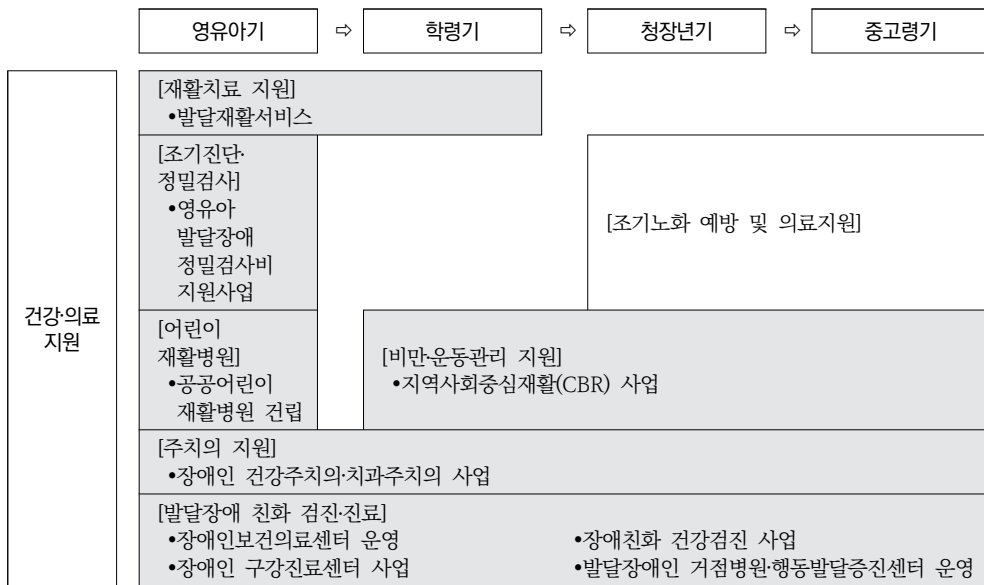 영유아기 ⇨ 학령기 ⇨ 청장년기 ⇨ 중고령기
건강·의료
지원
[재활치료 지원]
•발달재활서비스
[조기진단·
정밀검사]
•영유아
발달장애
정밀검사비
지원사업
[조기노화 예방 및 의료지원]
[어린이
재활병원]
•공공어린이
재활병원 건립
[비만·운동관리 지원]
•지역사회중심재활(CBR) 사업
[주치의 지원]
•장애인 건강주치의·치과주치의 사업
[발달장애 친화 검진·진료]
•장애인보건의료센터 운영 •장애친화 건강검진 사업
•장애인 구강진료센터 사업 •발달장애인 거점병원·행동발달증진센터 운영